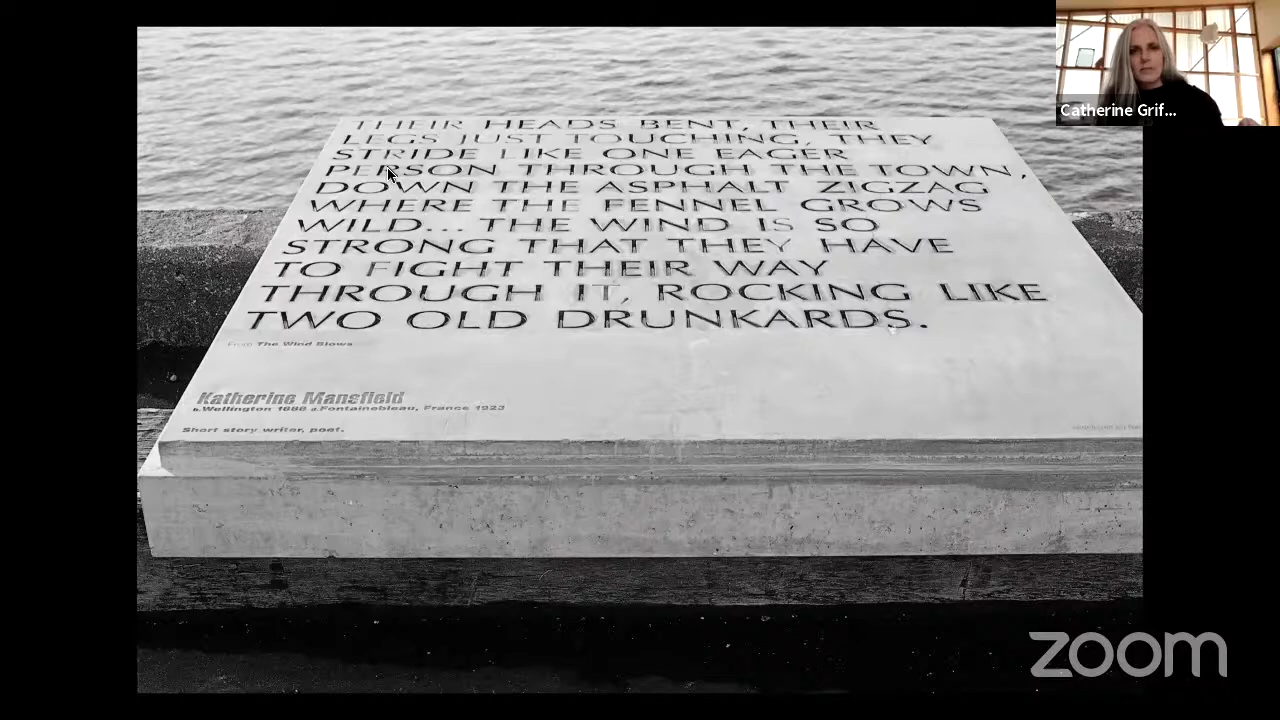 Catherine Grif...
THEIR HEADS BENT, THEIR
LEGS JUST TOUCHING, THEY
STRIDE LIKE ONE EAGER
PERSON THROUGH THE TOWN,
DOWN THE ASPHALT ZIGZAG
WHERE THE FENNEL GROWS
WILD... THE WIND IS SO
STRONG THAT THEY HAVE
TO FIGHT THEIR WAY
THROUGH IT, ROCKING LIKE
TWO OLD DRUNKARDS.
From The Wind Blows
Katherine Mansfield
b.Wellington 1888 d.Fontainebleau, France 1923
Short story writer, poet.
zoom